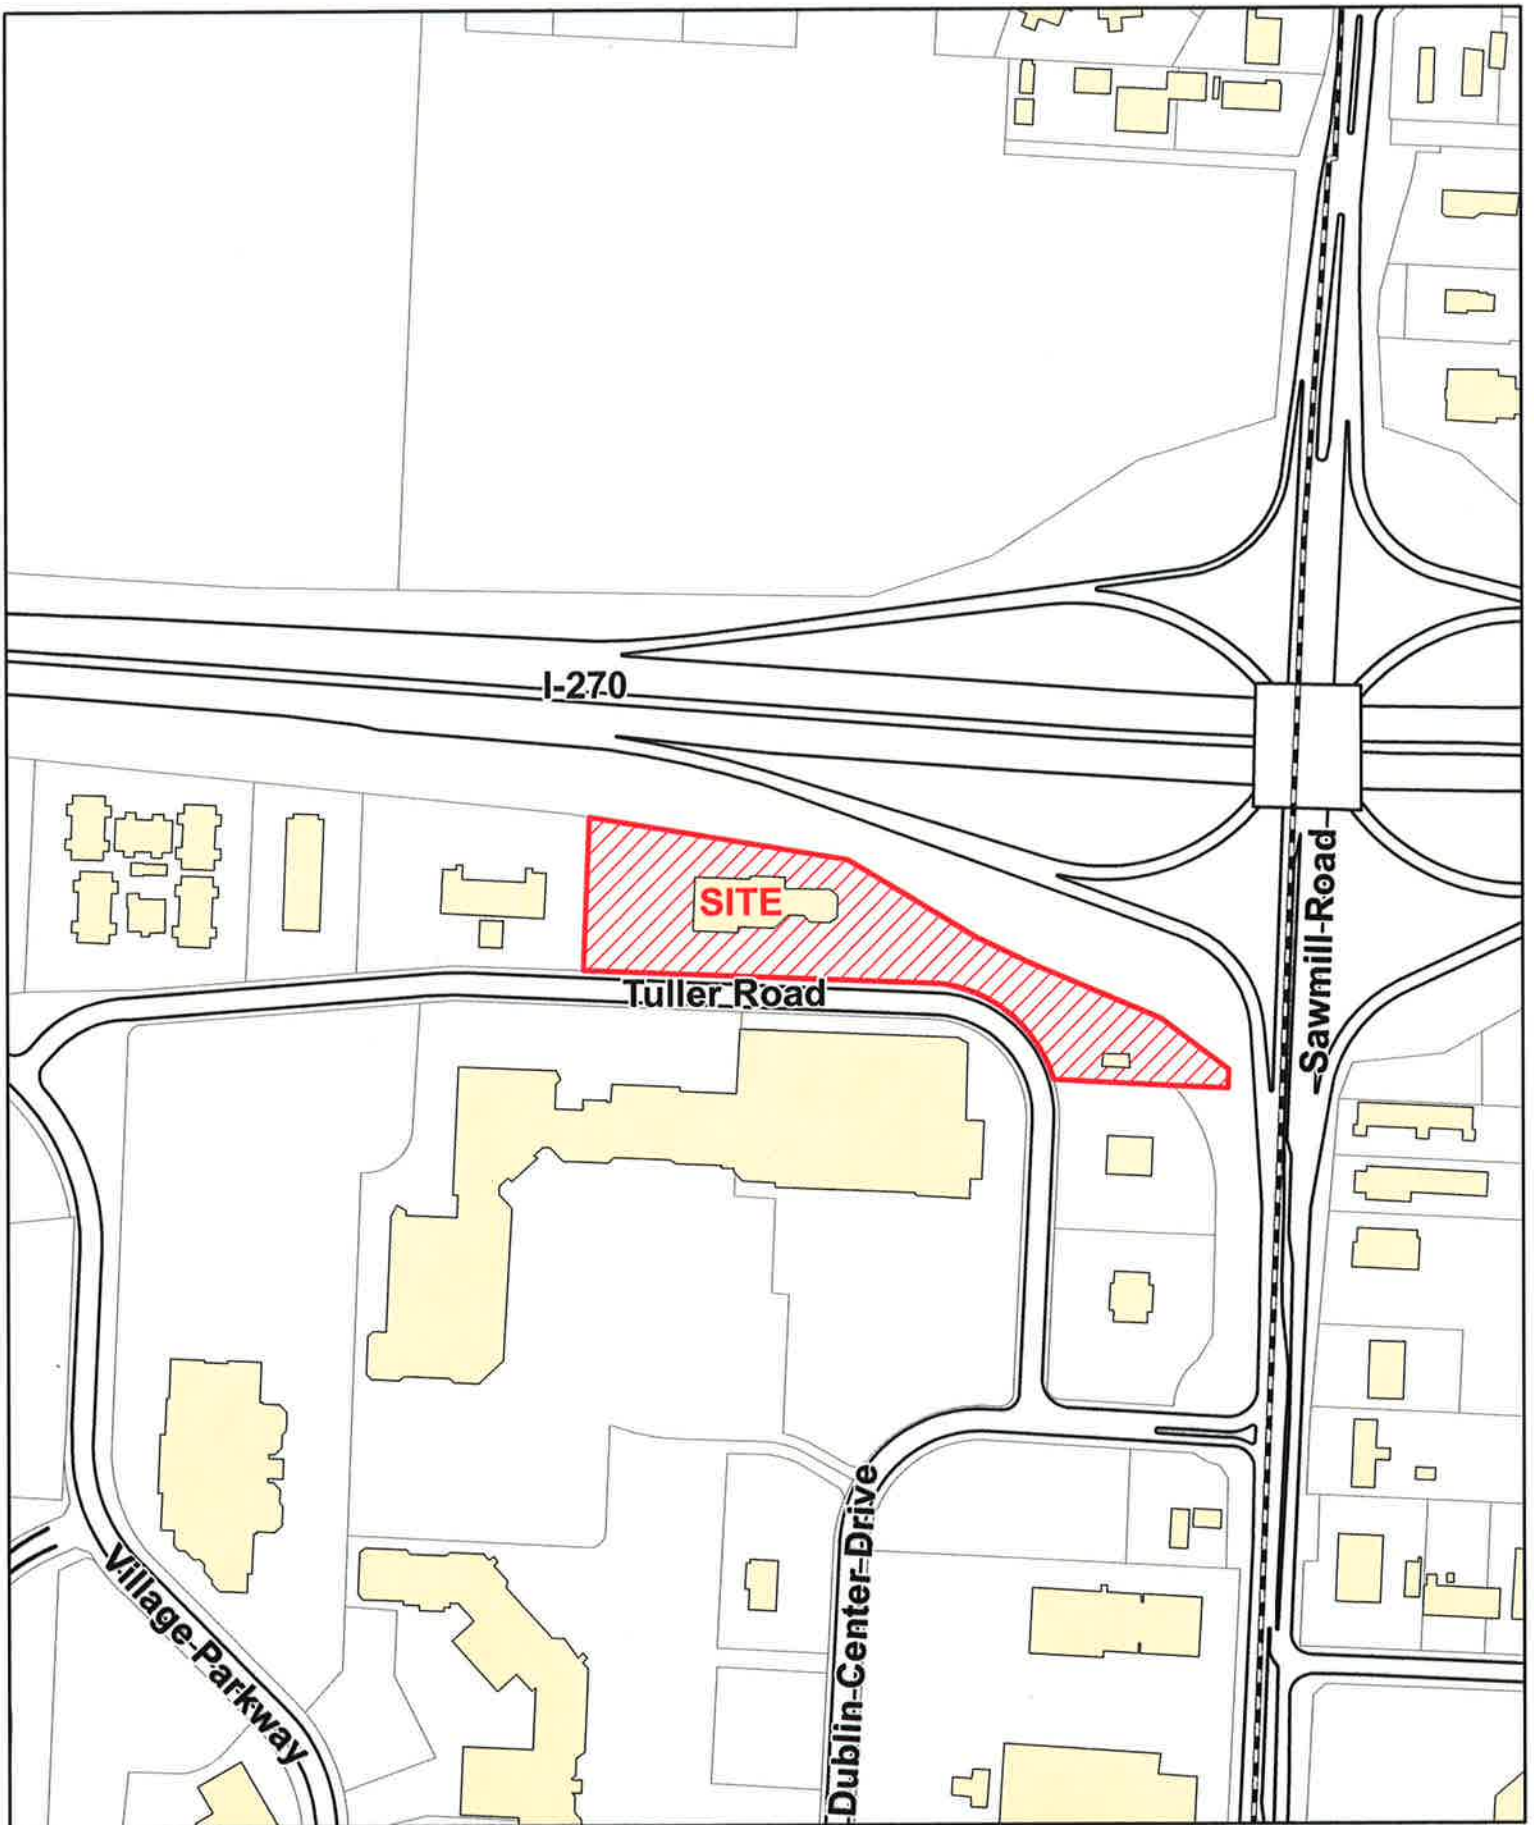 I-270
SITE
Tuller Road
Sawmill Road
Village Parkway
Dublin Center Drive